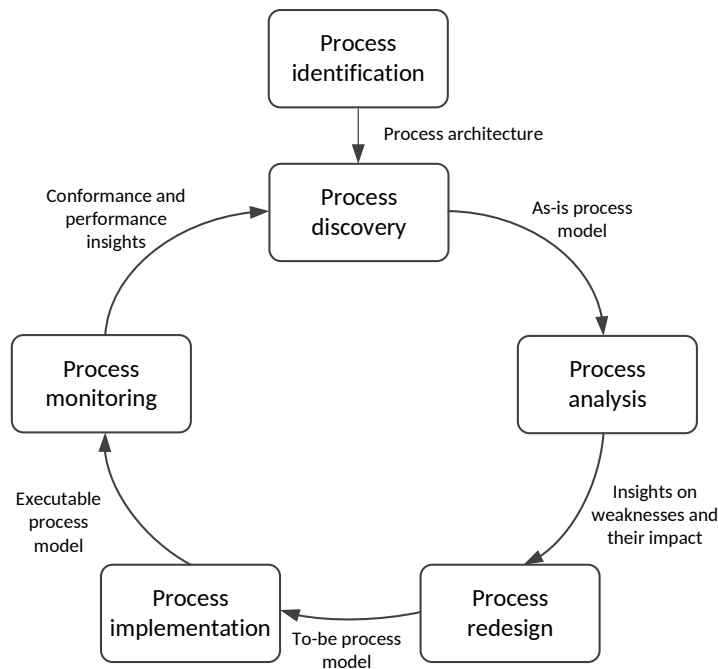 Process
identification
Process architecture
Process
discovery
As-is process
model
Process
analysis
Insights on
weaknesses and
their impact
Process
redesign
To-be process
model
Process
implementation
Executable
process
model
Process
monitoring
Conformance and
performance
insights